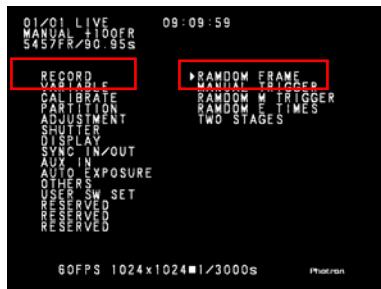 01/01 LIVE 09:09:59
MANUAL +100FR
5457FR/90.95s
RECORD
VARIABLE
CALIBRATE
PARTITION
ADJUSTMENT
SHUTTER
DISPLAY
SYNC IN/OUT
AUX IN
AUTO EXPOSURE
OTHERS
USER SW SET
RESERVED
RESERVED
RESERVED
▶RAMDOM FRAME
MANUAL TRIGGER
RAMDOM M TRIGGER
RAMDOM E TIMES
TWO STAGES
60FPS 1024x1024■1/3000s Photron